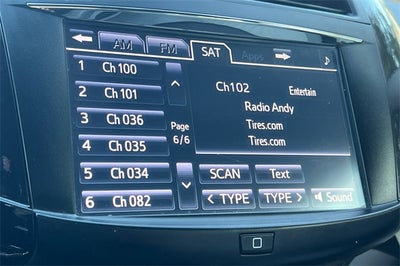 AM FM SAT Apps
1 Ch 100
2 Ch 101
3 Ch 036
4 Ch 035
5 Ch 034
6 Ch 082
Page
6/6
Ch102 Entertain
Radio Andy
Tires.com
Tires.com
SCAN Text
< TYPE TYPE > Sound